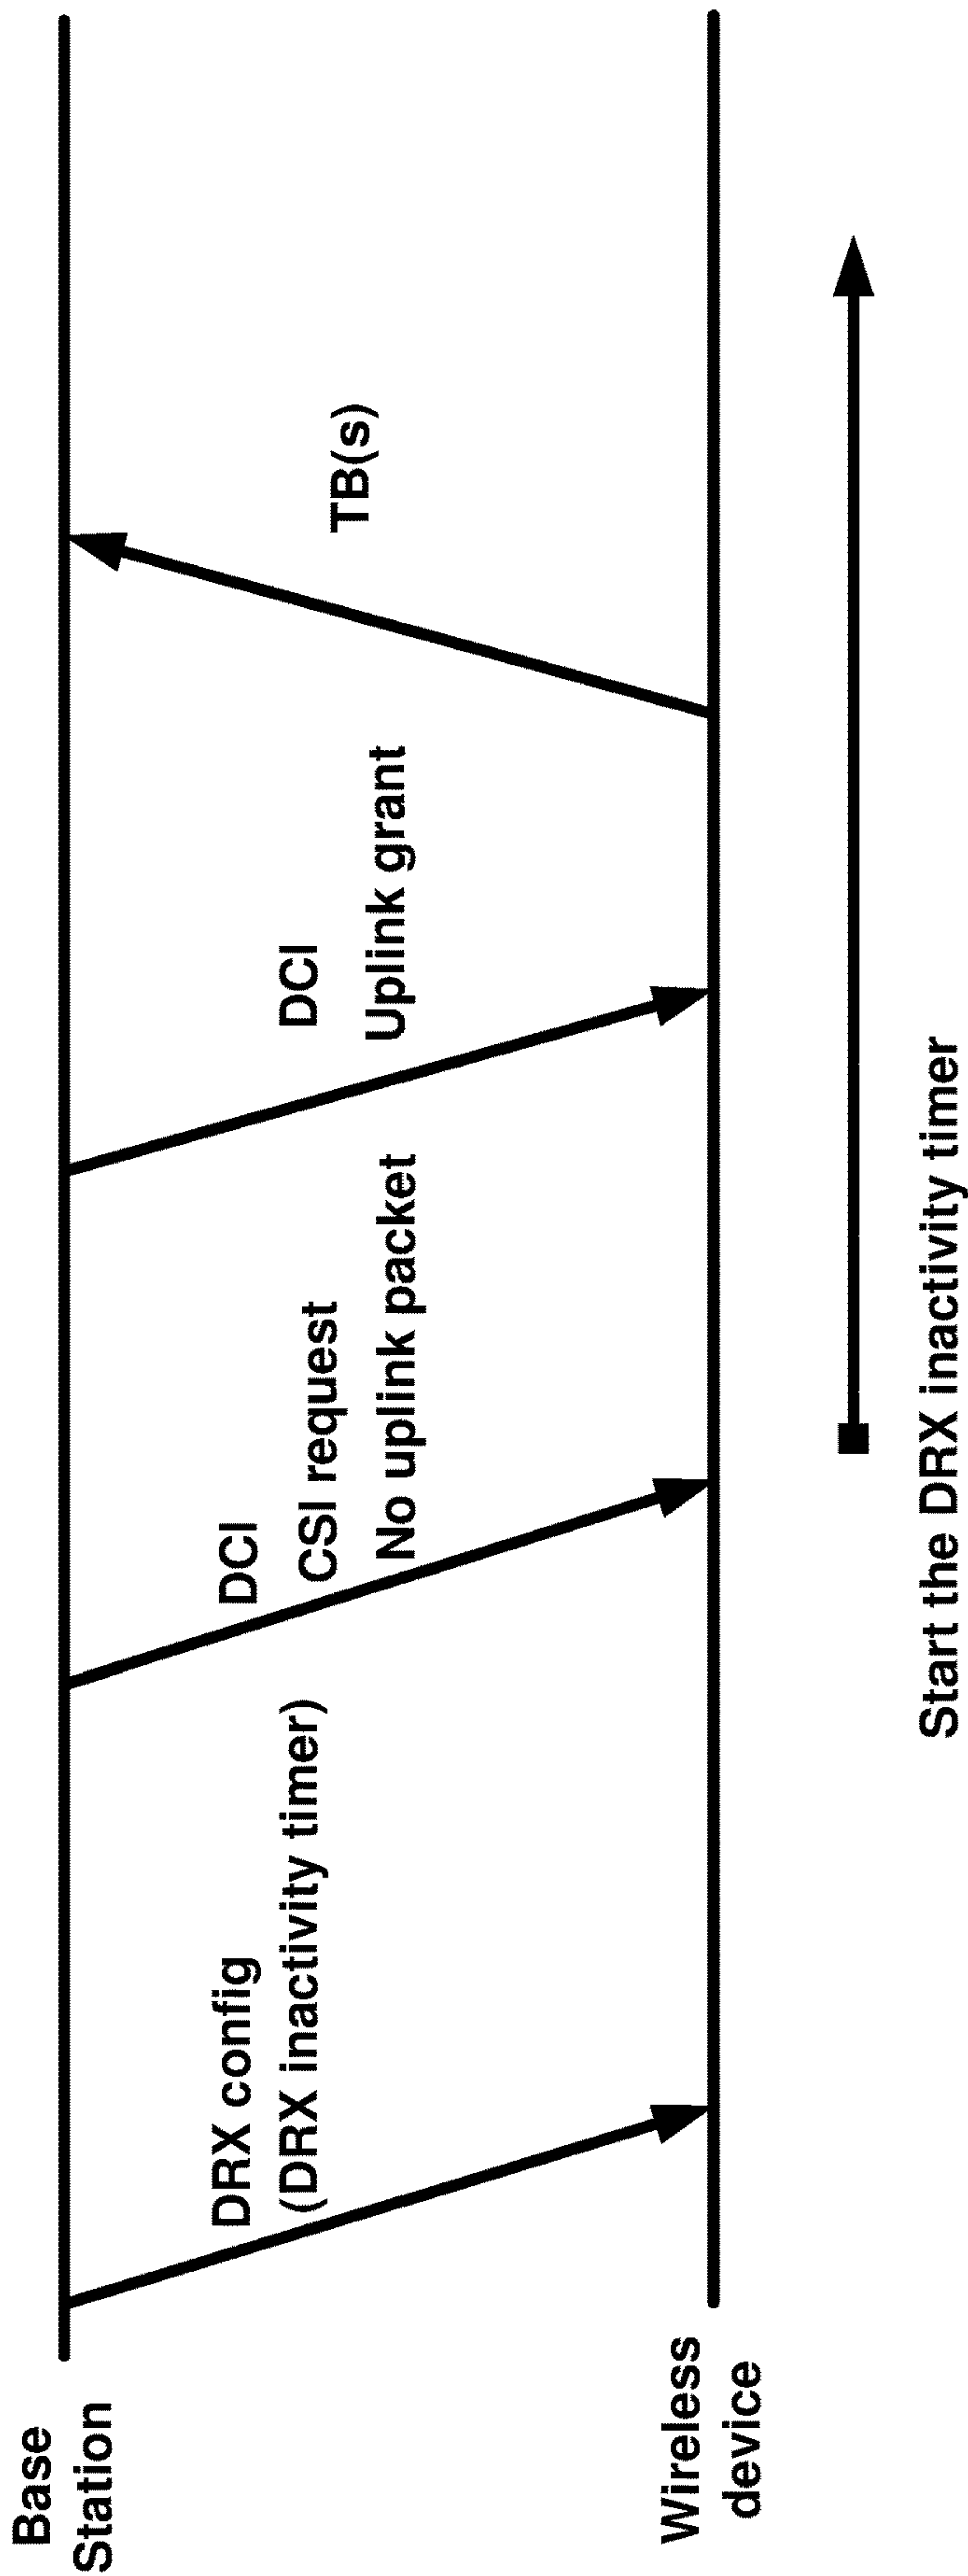 Base
Station
DRX config
(DRX inactivity timer)
DCI
CSI request
No uplink packet
DCI
Uplink grant
TB(s)
Wireless
device
Start the DRX inactivity timer